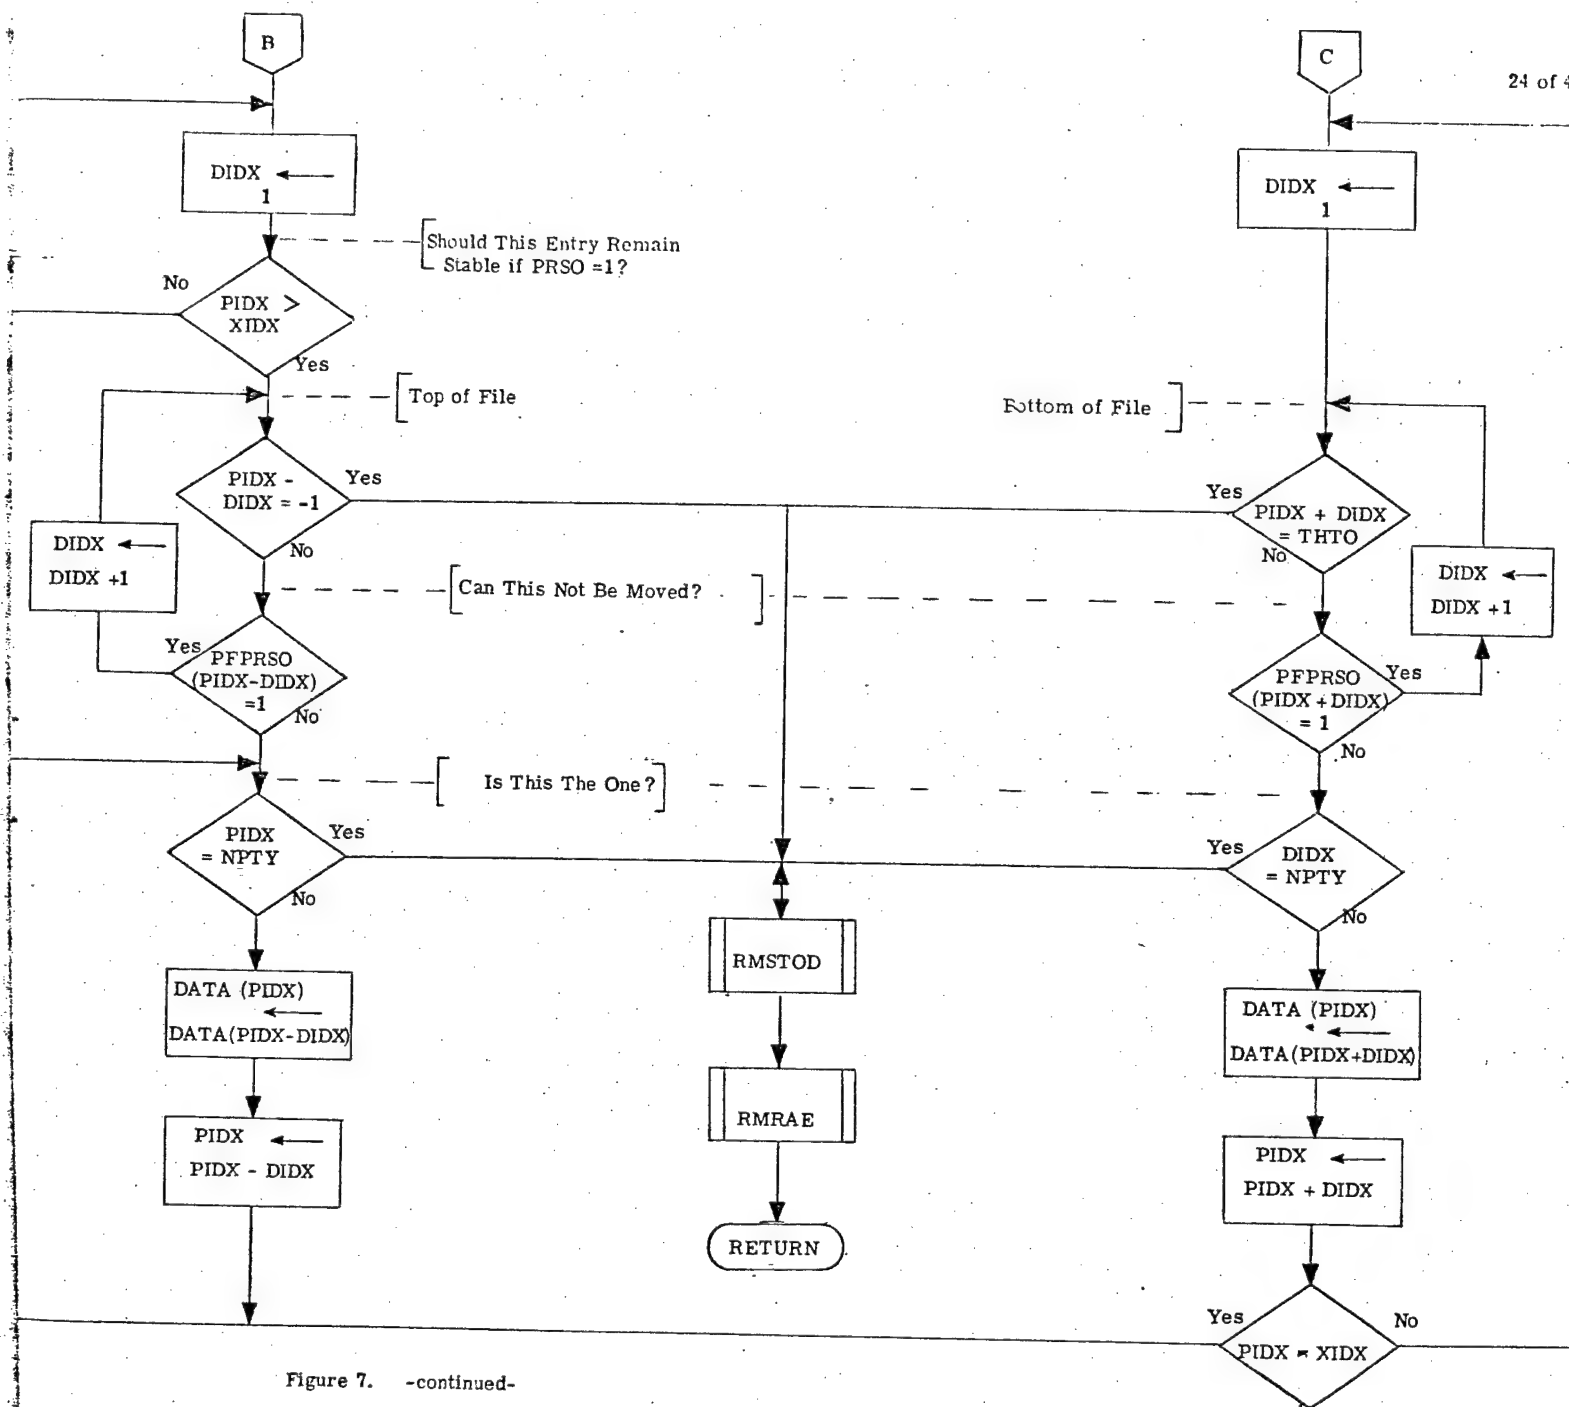 B
C
24 of 4
DIDX ←
1
DIDX ←
1
Should This Entry Remain
Stable if PRSO =1?
No
PIDX >
XIDX
Yes
Top of File
Bottom of File
PIDX -
DIDX = -1
Yes
No
Yes
PIDX + DIDX
= THTO
No
DIDX ←
DIDX +1
DIDX ←
DIDX +1
Can This Not Be Moved?
Yes
PFPRSO
(PIDX-DIDX)
=1
No
PFPRSO
(PIDX+DIDX)
= 1
Yes
No
Is This The One?
PIDX
= NPTY
Yes
No
Yes
DIDX
= NPTY
No
RMSTOD
DATA (PIDX)
←
DATA(PIDX-DIDX)
DATA (PIDX)
←
DATA(PIDX+DIDX)
RMRAE
PIDX ←
PIDX - DIDX
PIDX ←
PIDX + DIDX
RETURN
Yes
PIDX = XIDX
No
Figure 7. -continued-